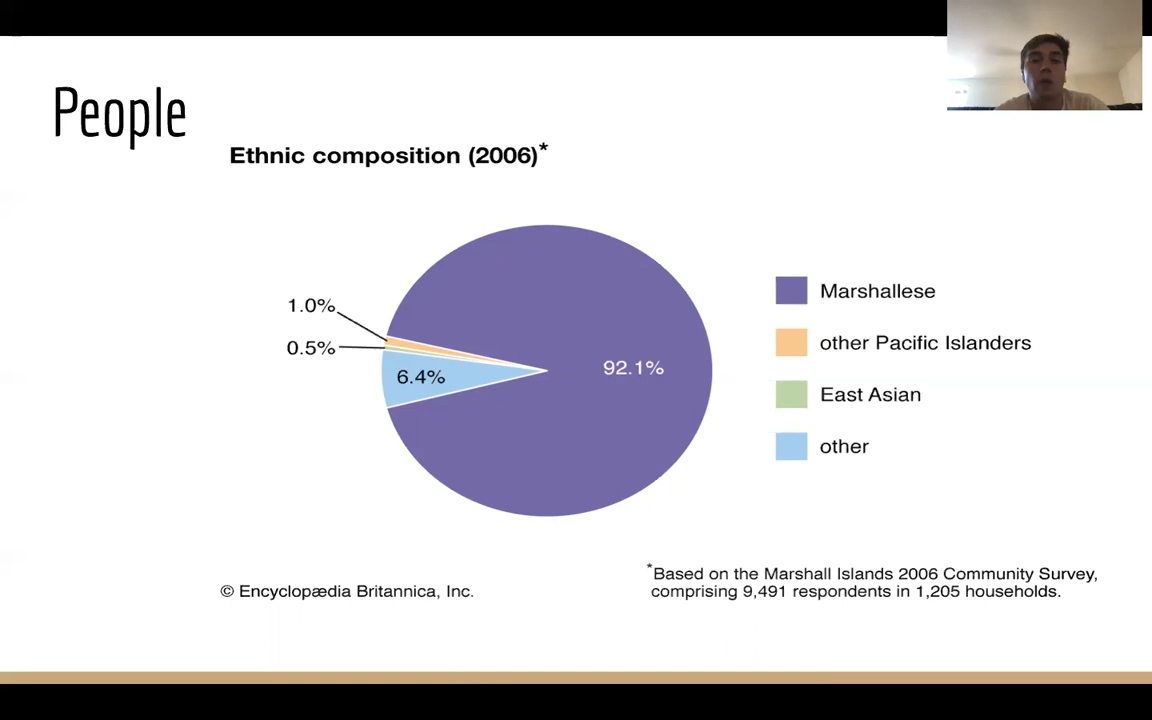 People
Ethnic composition (2006)*
1.0%
0.5%
6.4%
92.1%
Marshallese
other Pacific Islanders
East Asian
other
© Encyclopædia Britannica, Inc.
*Based on the Marshall Islands 2006 Community Survey,
comprising 9,491 respondents in 1,205 households.